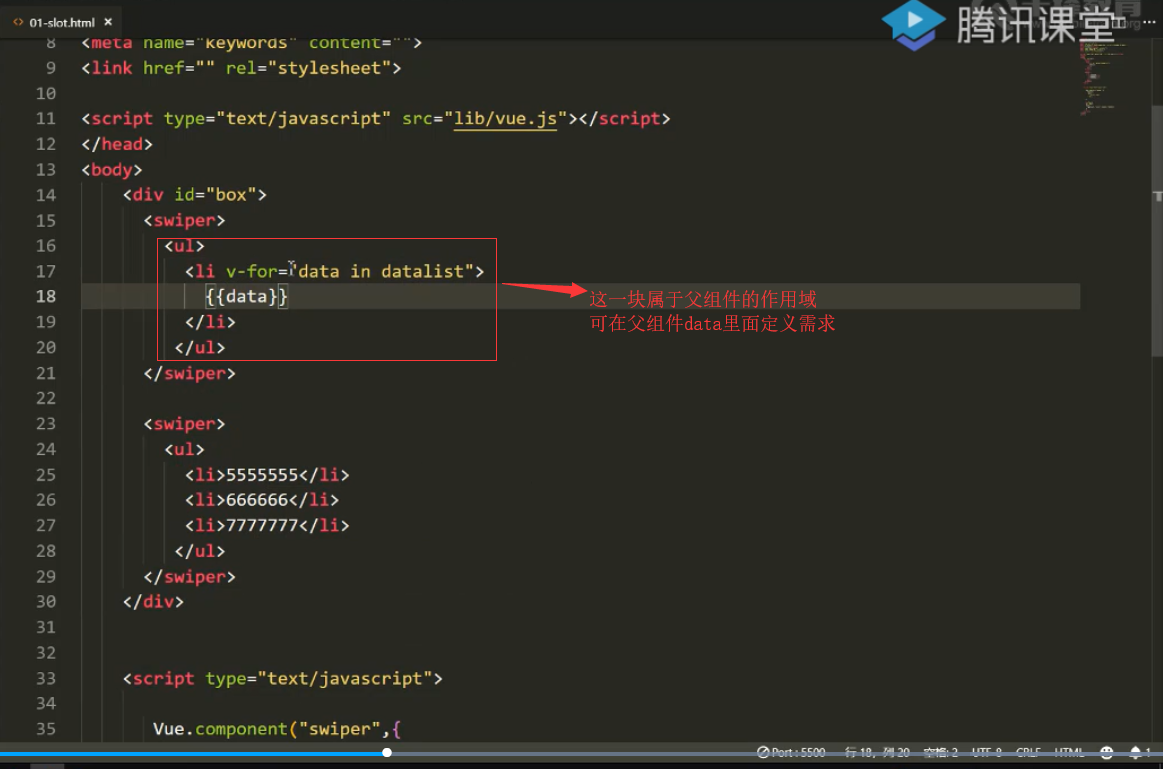 01-slot.html
腾讯课堂
8 <meta name="keywords" content="">
9 <link href="" rel="stylesheet">
10
11 <script type="text/javascript" src="lib/vue.js"></script>
12 </head>
13 <body>
14 <div id="box">
15 <swiper>
16 <ul>
17 <li v-for="data in datalist">
18 {{data}}
这一块属于父组件的作用域
19 </li>
可在父组件data里面定义需求
20 </ul>
21 </swiper>
22
23 <swiper>
24 <ul>
25 <li>5555555</li>
26 <li>666666</li>
27 <li>7777777</li>
28 </ul>
29 </swiper>
30 </div>
31
32
33 <script type="text/javascript">
34
35 Vue.component("swiper",{
Port : 5500 行 18，列 20 空格: 2 UTF-8 CRLF HTML 1